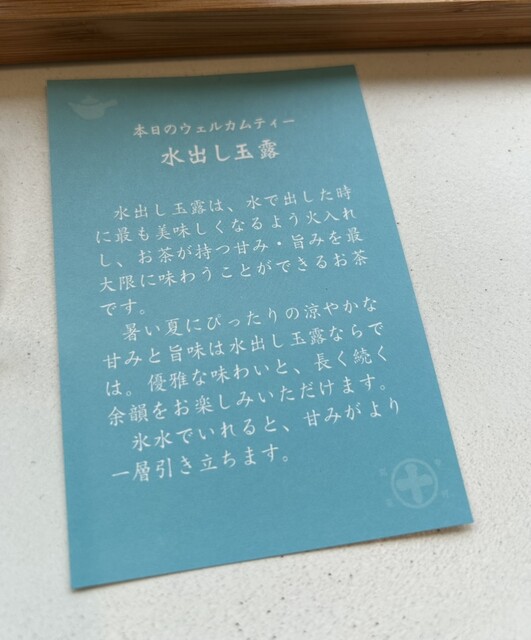 本日のウェルカムティー
水出し玉露
水出し玉露は、水で出した時
に最も美味しくなるよう火入れ
し、お茶が持つ甘み・旨みを最
大限に味わうことができるお茶
です。
暑い夏にぴったりの涼やかな
甘みと旨味は水出し玉露ならで
は。優雅な味わいと、長く続く
余韻をお楽しみいただけます。
氷水でいれると、甘みがより
一層引き立ちます。